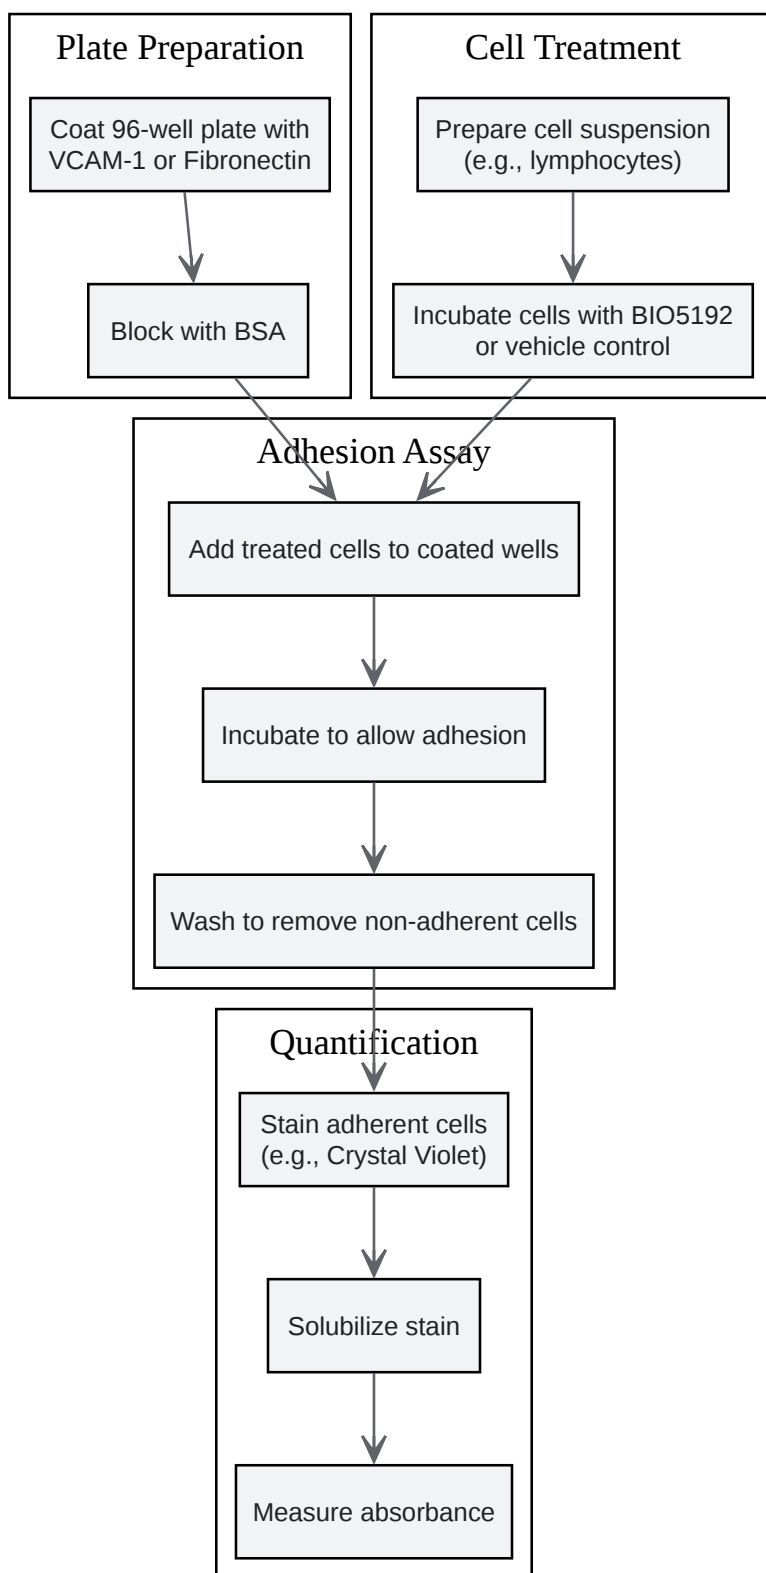 Plate Preparation
Coat 96-well plate with
VCAM-1 or Fibronectin
Block with BSA
Cell Treatment
Prepare cell suspension
(e.g., lymphocytes)
Incubate cells with BIO5192
or vehicle control
Adhesion Assay
Add treated cells to coated wells
Incubate to allow adhesion
Wash to remove non-adherent cells
Quantification
Stain adherent cells
(e.g., Crystal Violet)
Solubilize stain
Measure absorbance